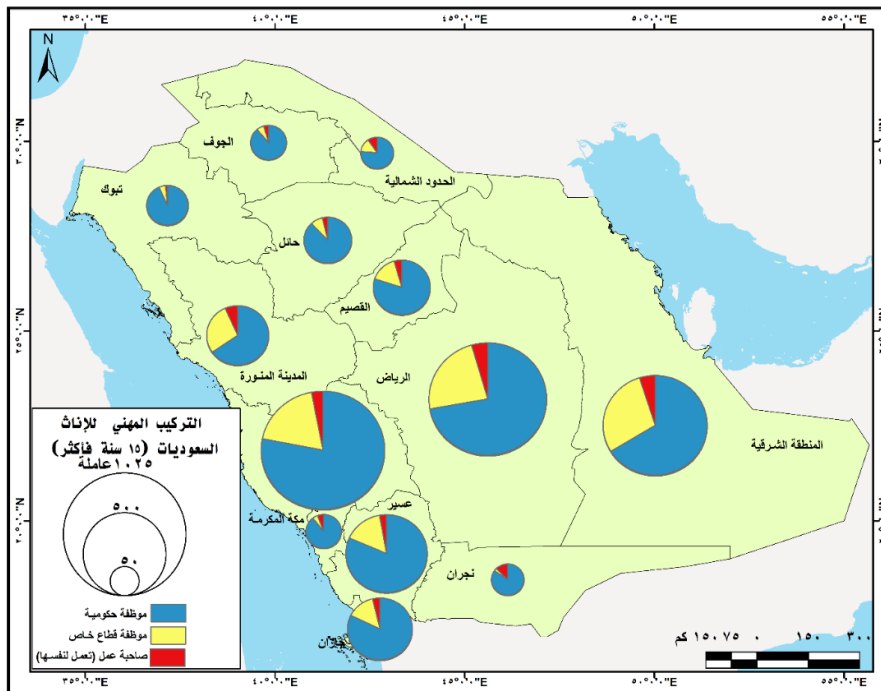 ٣٥°٠'٠"E ٤٠°٠'٠"E ٤٥°٠'٠"E ٥٠°٠'٠"E ٥٥°٠'٠"E
N
الجوف
الحدود الشمالية
تبوك
حائل
القصيم
المدينة المنورة
الرياض
المنطقة الشرقية
عسير
مكة المكرمة
نجران
جازان
التركيب المهني للإناث
السعوديات (١٥ سنة فأكثر)
١٠٢٥عاملة
٥٠٠
٥٠
موظفة حكومية
موظفة قطاع خاص
صاحبة عمل (تعمل لنفسها)
٣٠٠ ١٥٠ ٠ ١٥٠.٧٥ كم
٣٥°٠'٠"E ٤٠°٠'٠"E ٤٥°٠'٠"E ٥٠°٠'٠"E ٥٥°٠'٠"E